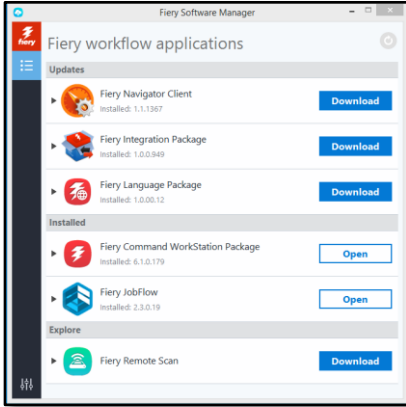 Fiery Software Manager
fiery
Fiery workflow applications
Updates
Fiery Navigator Client
Installed: 1.1.1367
Download
Fiery Integration Package
Installed: 1.0.0.949
Download
Fiery Language Package
Installed: 1.0.00.12
Download
Installed
Fiery Command WorkStation Package
Installed: 6.1.0.179
Open
Fiery JobFlow
Installed: 2.3.0.19
Open
Explore
Fiery Remote Scan
Download